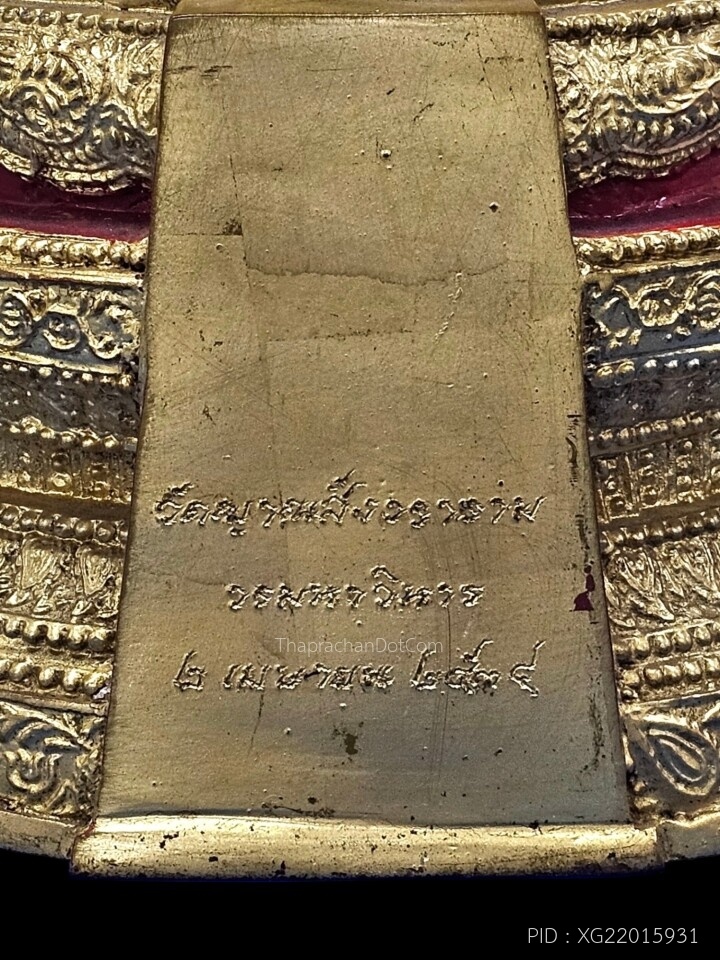 วัดญาณสังวราราม
วรมหาวิหาร
ThaprachanDotCom
๒ เมษายน ๒๕๓๔
PID : XG22015931